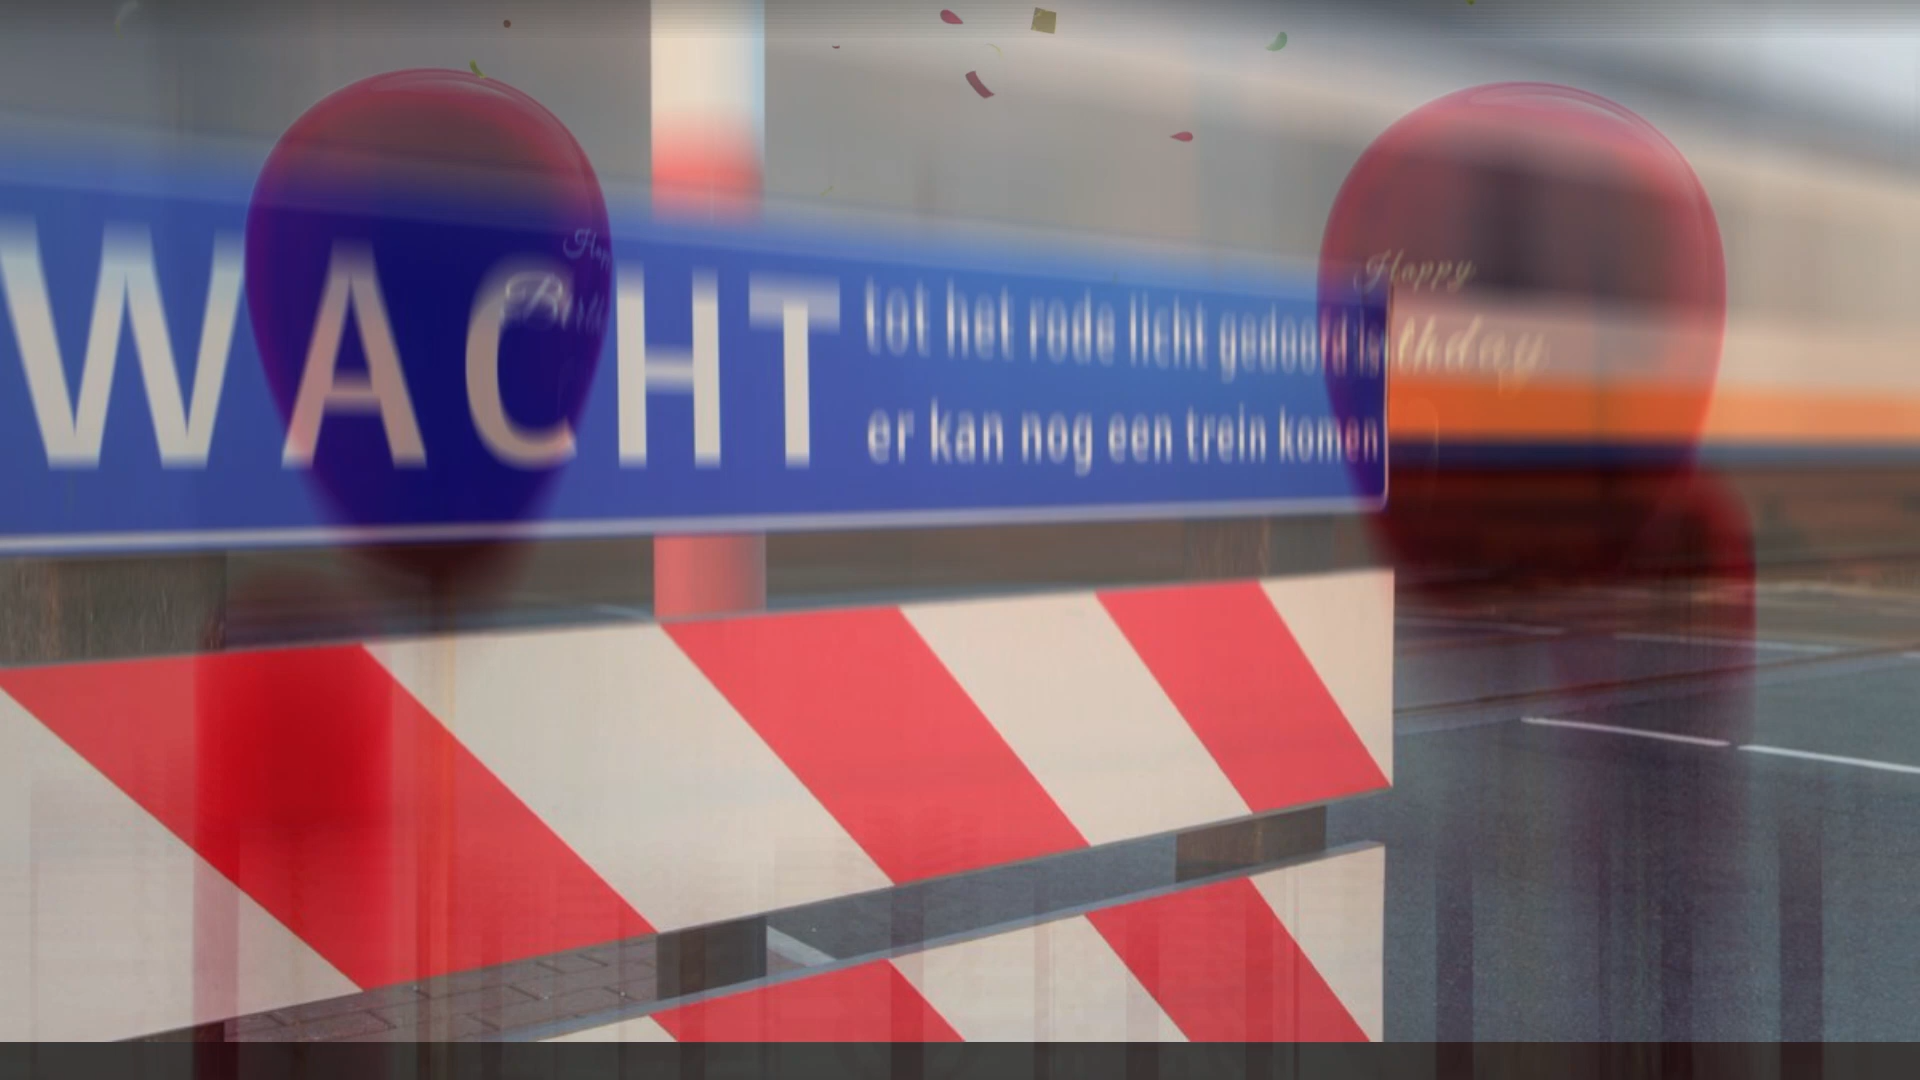 WACHT
tot het rode licht gedoofd is
er kan nog een trein komen
Happy
Birth
Happy
thday